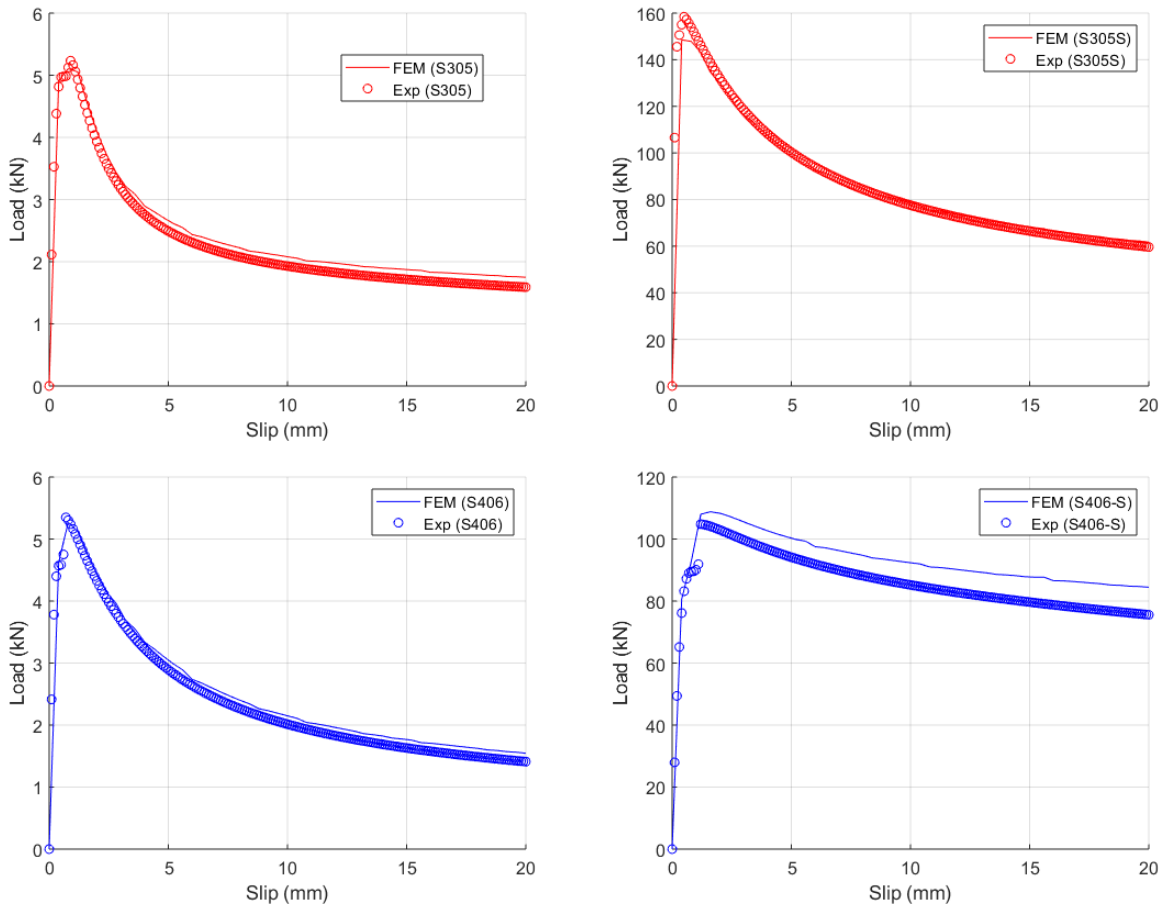 6
5
4
3
2
1
0
Load (kN)
FEM (S305)
Exp (S305)
0 5 10 15 20
Slip (mm)
160
140
120
100
80
60
40
20
0
Load (kN)
FEM (S305S)
Exp (S305S)
0 5 10 15 20
Slip (mm)
6
5
4
3
2
1
0
Load (kN)
FEM (S406)
Exp (S406)
0 5 10 15 20
Slip (mm)
120
100
80
60
40
20
0
Load (kN)
FEM (S406-S)
Exp (S406-S)
0 5 10 15 20
Slip (mm)